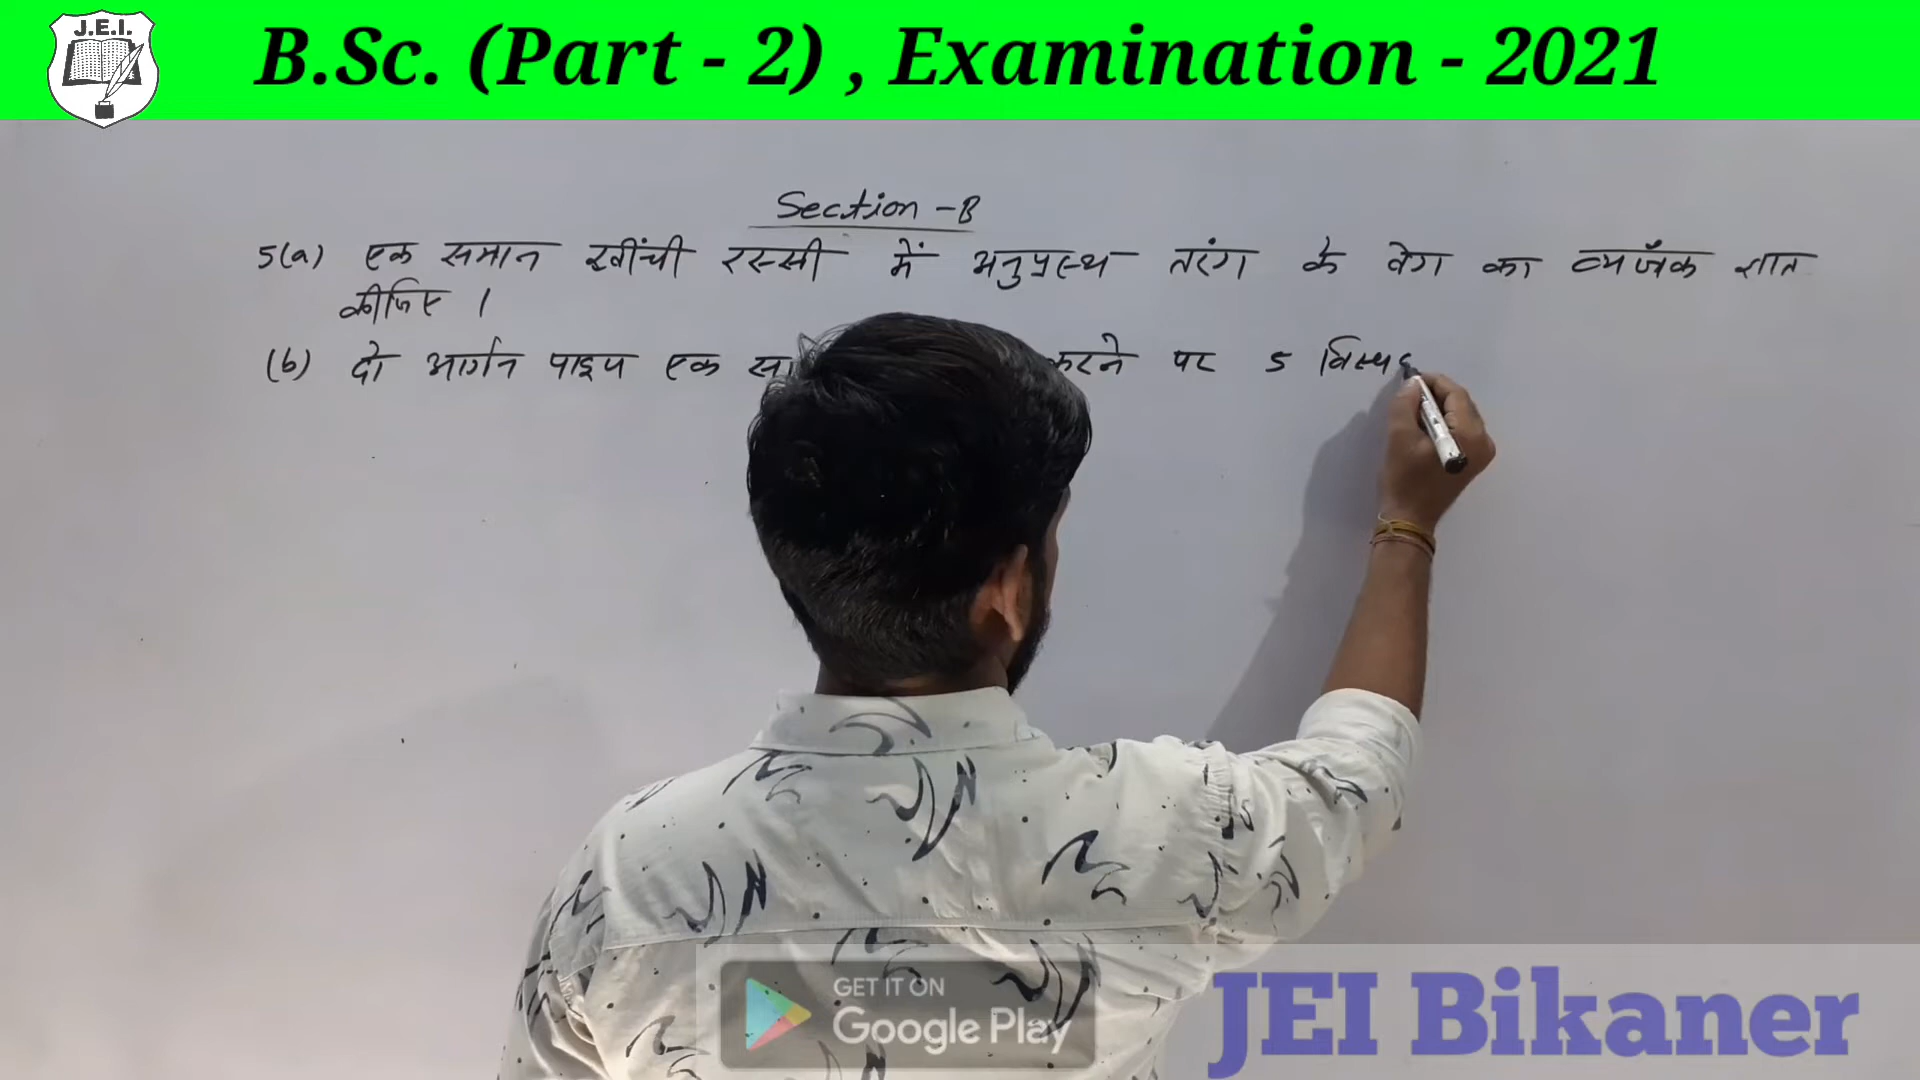 J.E.I.
B.Sc. (Part - 2) , Examination - 2021
Section - B
5(a) एक समान खींची रस्सी में अनुप्रस्थ तरंग के वेग का व्यंजक ज्ञात
कीजिए ।
(b) दो आर्गन पाइप एक करने पर 5
GET IT ON
Google Play
JEI Bikaner